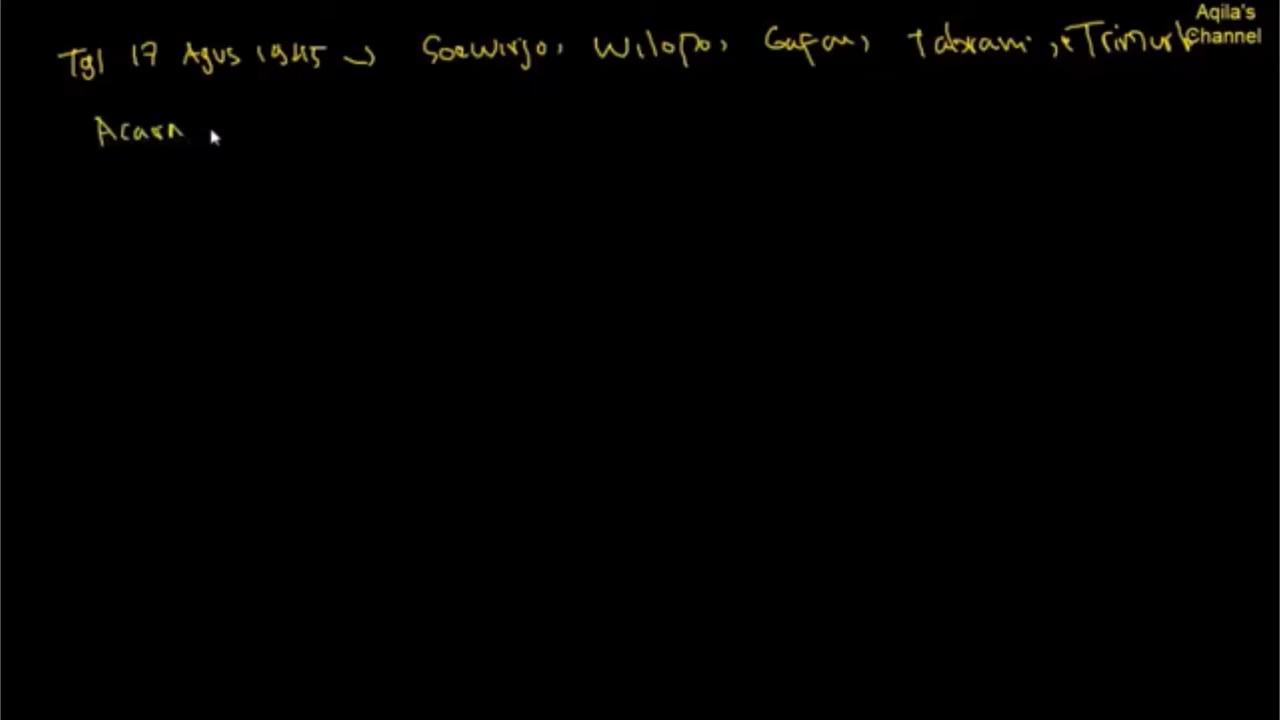 Tgl 17 Agus 1945 → Soewirjo, Wilopo, Gafar, Tabrani, + Trimurti
Acara
Aqila's
Channel